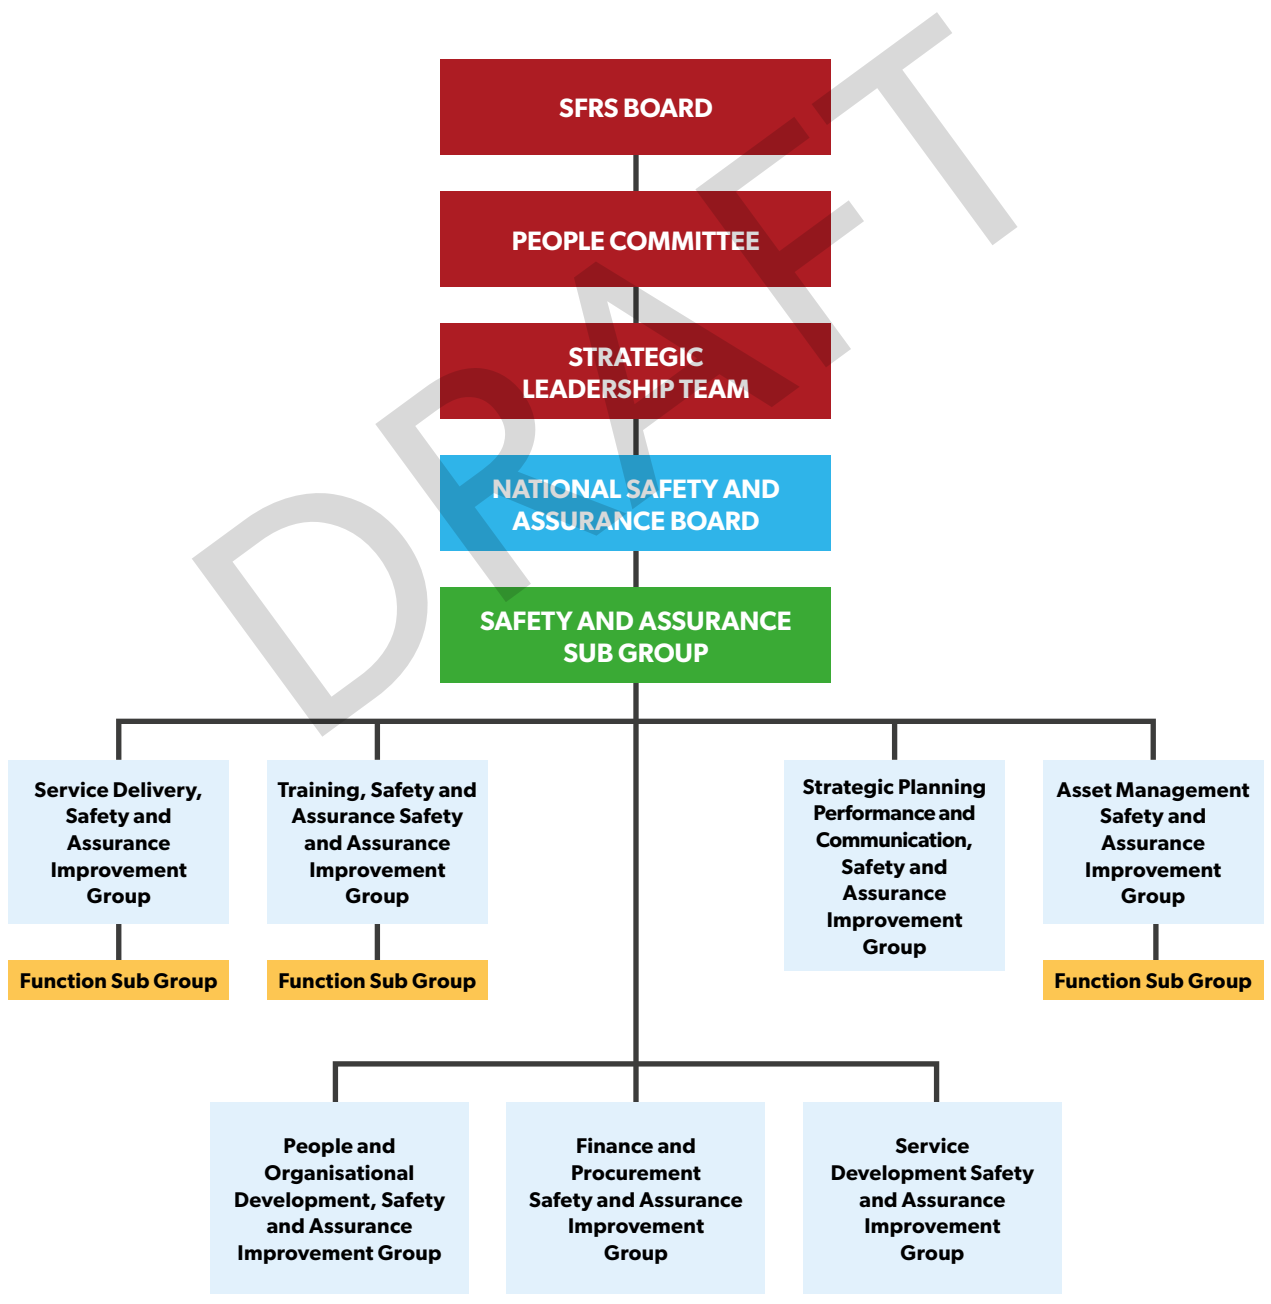 SFRS BOARD
PEOPLE COMMITTEE
STRATEGIC
LEADERSHIP TEAM
NATIONAL SAFETY AND
ASSURANCE BOARD
SAFETY AND ASSURANCE
SUB GROUP
DRAFT
Service Delivery,
Safety and
Assurance
Improvement
Group
Function Sub Group
Training, Safety and
Assurance Safety
and Assurance
Improvement
Group
Function Sub Group
Strategic Planning
Performance and
Communication,
Safety and
Assurance
Improvement
Group
Asset Management
Safety and
Assurance
Improvement
Group
Function Sub Group
People and
Organisational
Development, Safety
and Assurance
Improvement Group
Finance and
Procurement
Safety and Assurance
Improvement
Group
Service
Development Safety
and Assurance
Improvement
Group